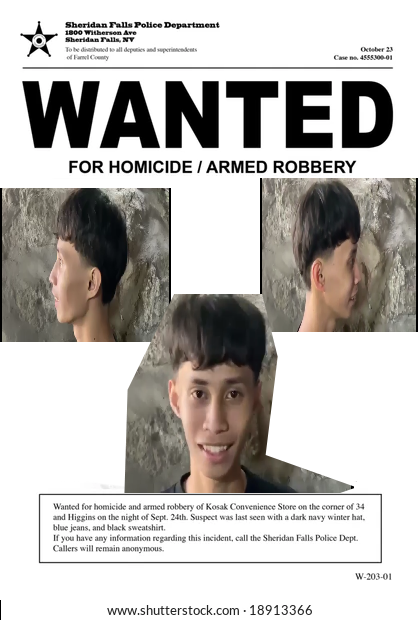 Sheridan Falls Police Department
1800 Witherson Ave
Sheridan Falls, NV
To be distributed to all deputies and superintendents
of Farrel County
October 23
Case no. 4555300-01
WANTED
FOR HOMICIDE / ARMED ROBBERY
Wanted for homicide and armed robbery of Kosak Convenience Store on the corner of 34
and Higgins on the night of Sept. 24th. Suspect was last seen with a dark navy winter hat,
blue jeans, and black sweatshirt.
If you have any information regarding this incident, call the Sheridan Falls Police Dept.
Callers will remain anonymous.
W-203-01
www.shutterstock.com · 18913366